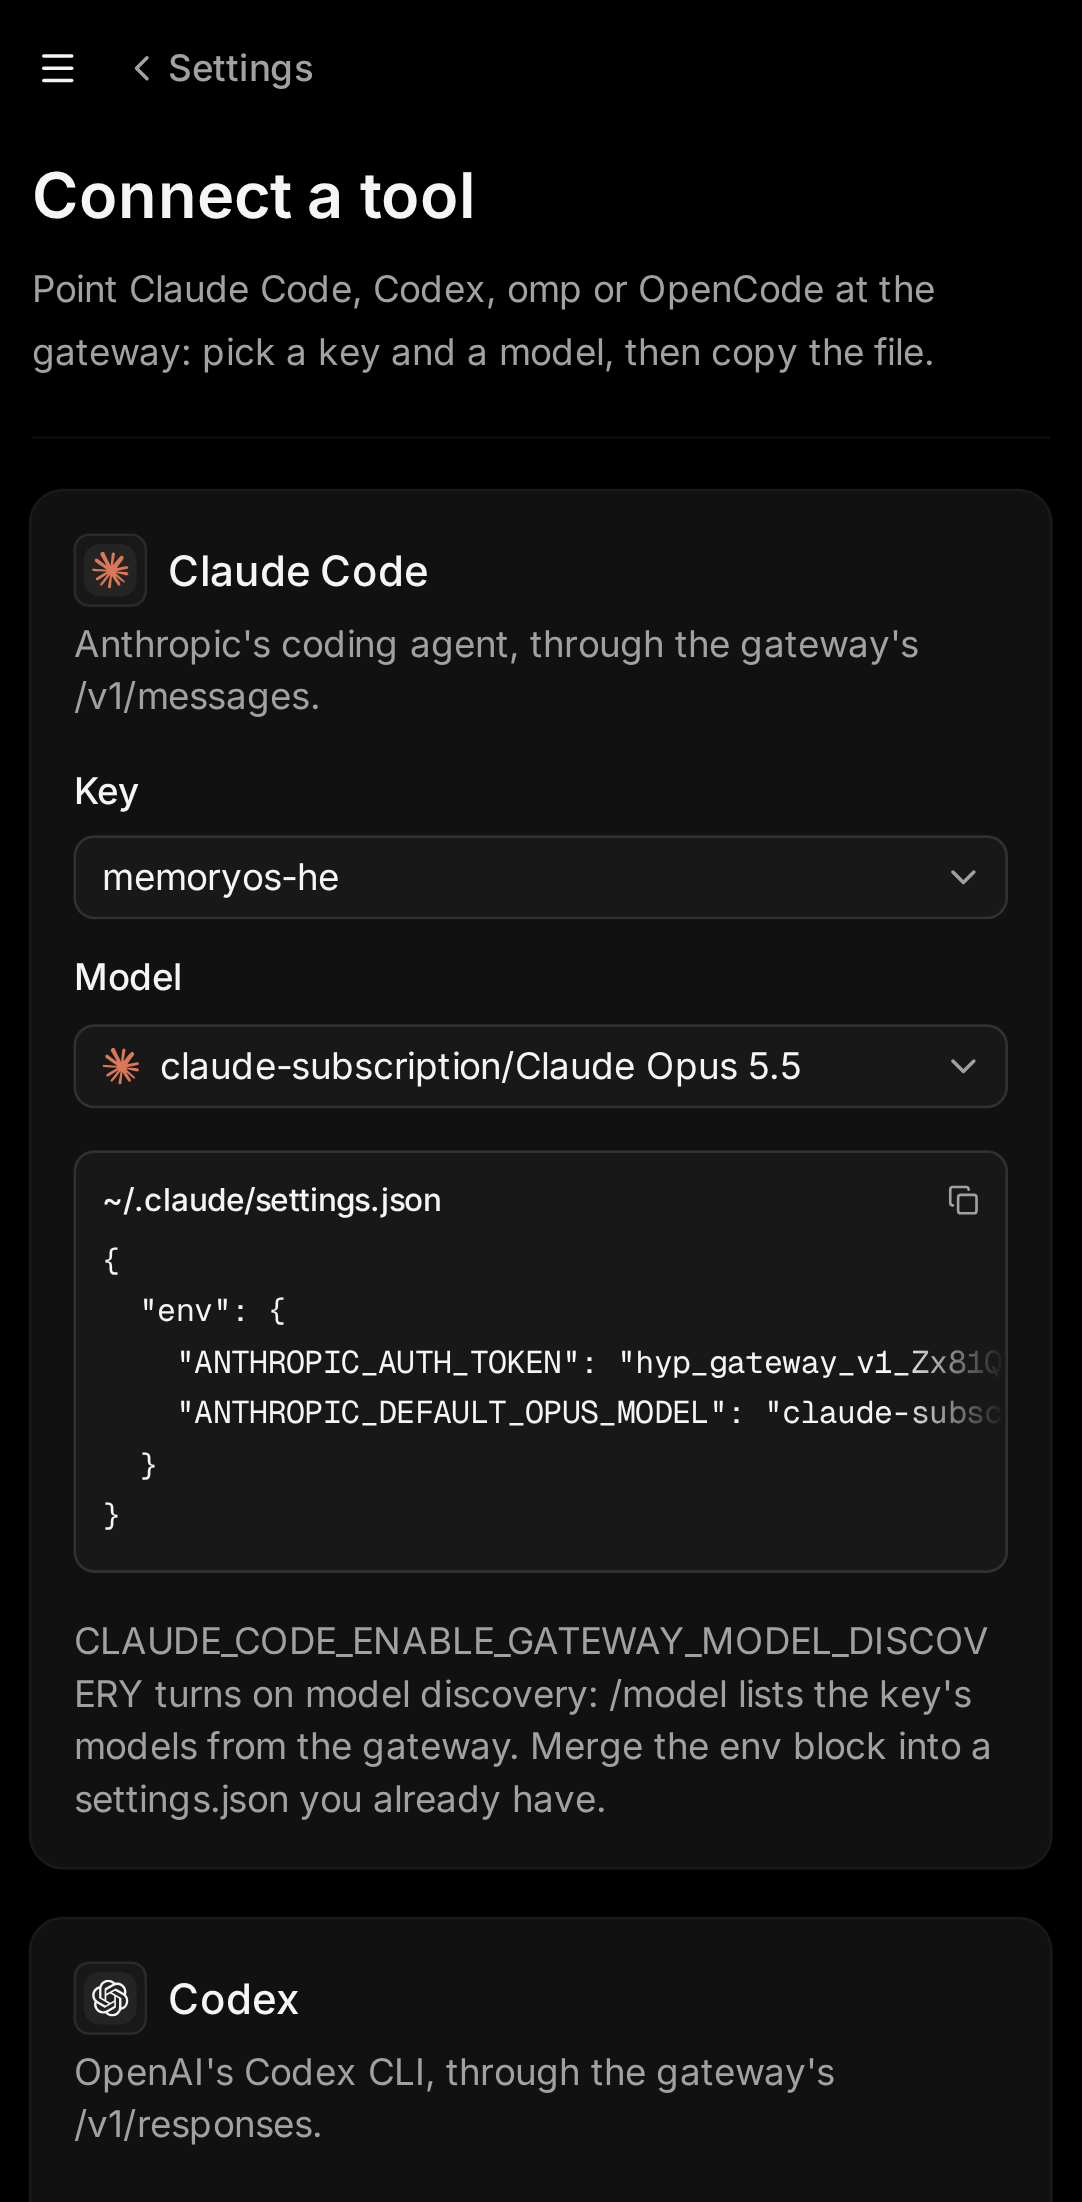 Settings
Connect a tool
Point Claude Code, Codex, omp or OpenCode at the
gateway: pick a key and a model, then copy the file.
Claude Code
Anthropic's coding agent, through the gateway's
/v1/messages.
Key
memoryos-he
Model
claude-subscription/Claude Opus 5.5
~/.claude/settings.json
{
"env": {
"ANTHROPIC_AUTH_TOKEN": "hyp_gateway_v1_Zx81Q
"ANTHROPIC_DEFAULT_OPUS_MODEL": "claude-subsc
}
}
CLAUDE_CODE_ENABLE_GATEWAY_MODEL_DISCOV
ERY turns on model discovery: /model lists the key's
models from the gateway. Merge the env block into a
settings.json you already have.
Codex
OpenAI's Codex CLI, through the gateway's
/v1/responses.